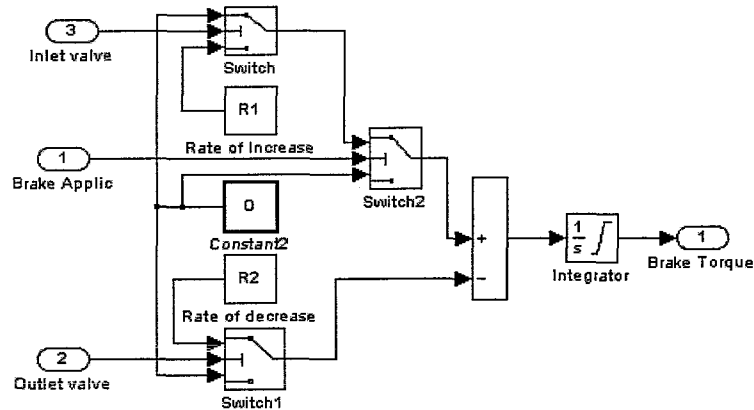 3
Inlet valve
Switch
R1
Rate of Increase
1
Brake Applic
Switch2
0
Constant2
+
−
1
s
Integrator
1
Brake Torque
R2
Rate of decrease
2
Outlet valve
Switch1